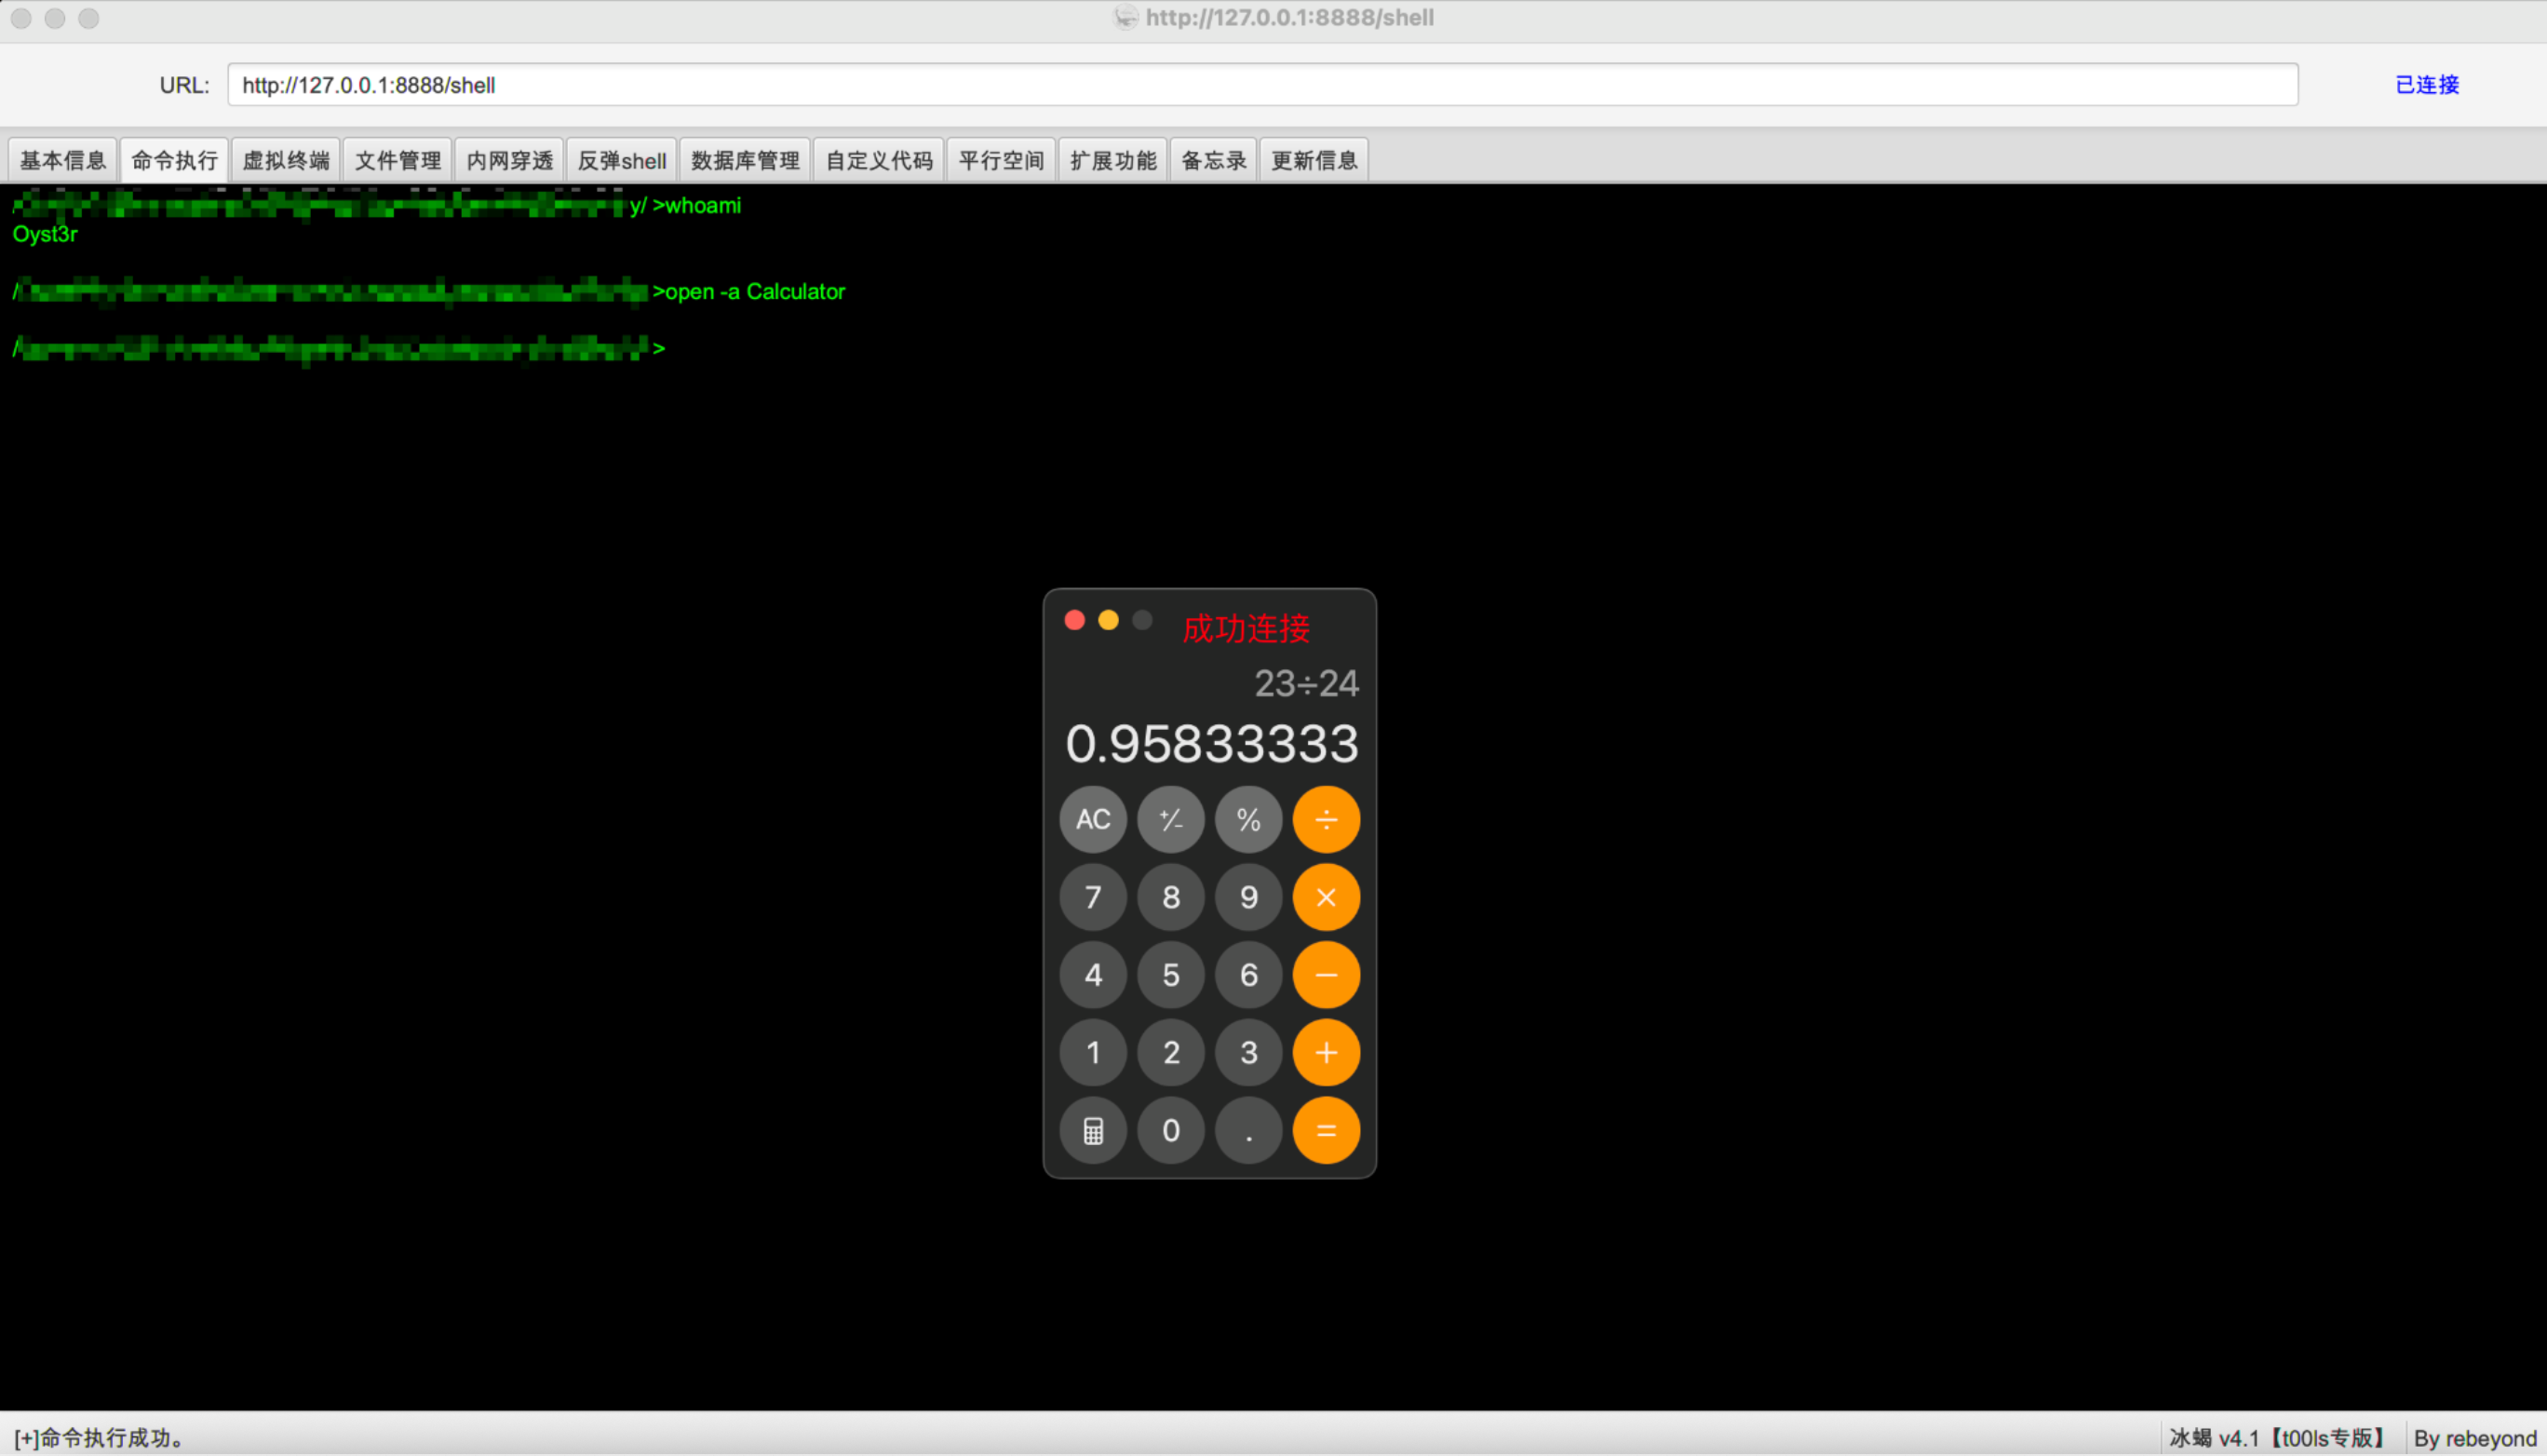 http://127.0.0.1:8888/shell
URL: http://127.0.0.1:8888/shell 已连接
基本信息 命令执行 虚拟终端 文件管理 内网穿透 反弹shell 数据库管理 自定义代码 平行空间 扩展功能 备忘录 更新信息
y/ >whoami
Oyst3r
/ >open -a Calculator
/ >
成功连接
23÷24
0.95833333
AC +/− % ÷
7 8 9 ×
4 5 6 −
1 2 3 +
0 . =
[+]命令执行成功。 冰蝎 v4.1【t00ls专版】 By rebeyond